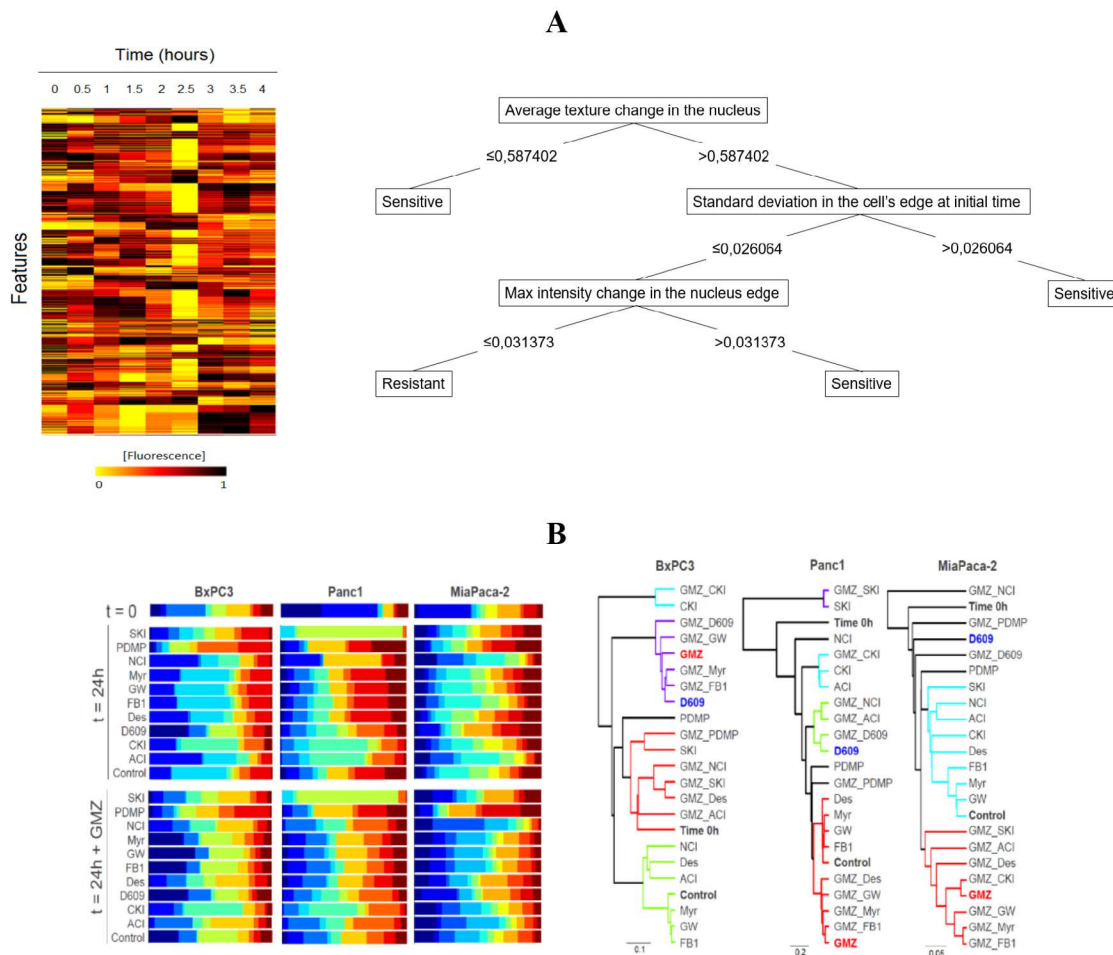 A
Time (hours)
0 0.5 1 1.5 2 2.5 3 3.5 4
Features
[Fluorescence]
0 1
Average texture change in the nucleus
≤0,587402 >0,587402
Sensitive
Standard deviation in the cell's edge at initial time
≤0,026064 >0,026064
Max intensity change in the nucleus edge
Sensitive
≤0,031373 >0,031373
Resistant
Sensitive
B
BxPC3 Panc1 MiaPaca-2
t = 0
t = 24h
SKI
PDMP
NCI
Myr
GW
FB1
Des
D609
CKI
ACI
Control
t = 24h + GMZ
SKI
PDMP
NCI
Myr
GW
FB1
Des
D609
CKI
ACI
Control
BxPC3
GMZ_CKI
CKI
GMZ_D609
GMZ_GW
GMZ
GMZ_Myr
GMZ_FB1
D609
PDMP
GMZ_PDMP
SKI
GMZ_NCI
GMZ_SKI
GMZ_Des
GMZ_ACI
Time 0h
NCI
Des
ACI
Control
Myr
GW
FB1
0.1
Panc1
GMZ_SKI
SKI
Time 0h
NCI
GMZ_CKI
CKI
ACI
GMZ_NCI
GMZ_ACI
GMZ_D609
D609
PDMP
GMZ_PDMP
Des
Myr
GW
FB1
Control
GMZ_Des
GMZ_GW
GMZ_Myr
GMZ_FB1
GMZ
0.2
MiaPaca-2
GMZ_NCI
Time 0h
GMZ_PDMP
D609
GMZ_D609
PDMP
SKI
NCI
ACI
CKI
Des
FB1
Myr
GW
Control
GMZ_SKI
GMZ_ACI
GMZ_Des
GMZ_CKI
GMZ
GMZ_GW
GMZ_Myr
GMZ_FB1
0.05